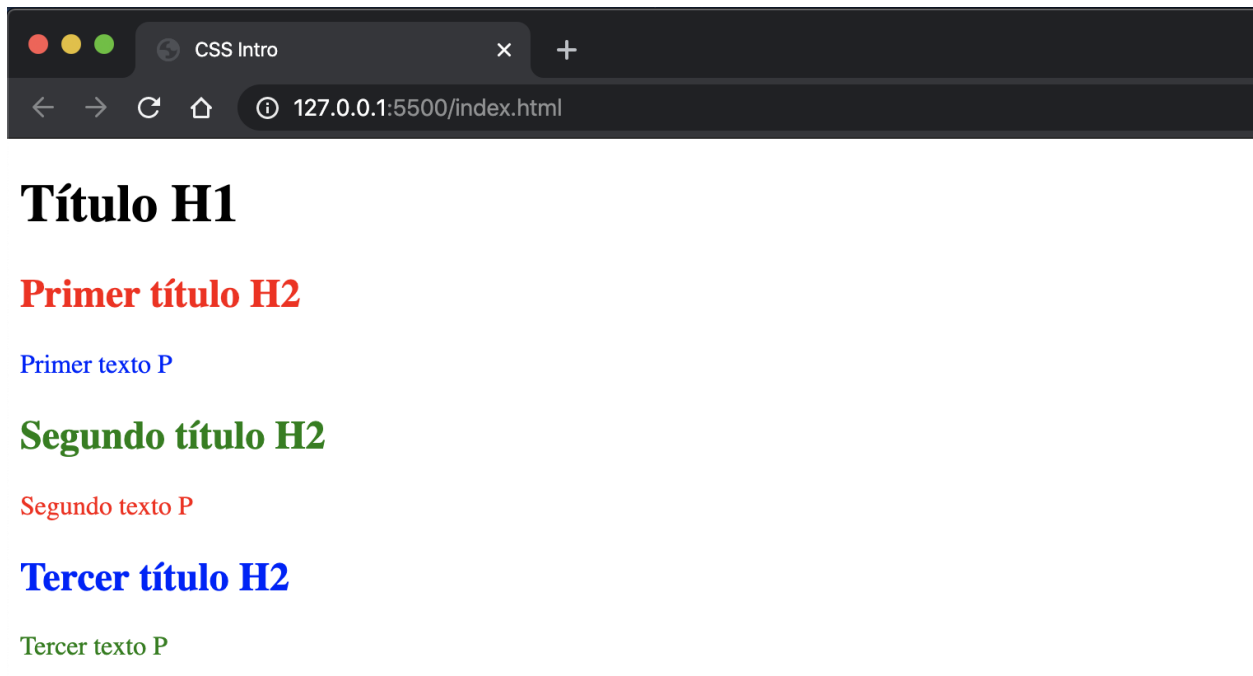 CSS Intro
127.0.0.1:5500/index.html
Título H1
Primer título H2
Primer texto P
Segundo título H2
Segundo texto P
Tercer título H2
Tercer texto P